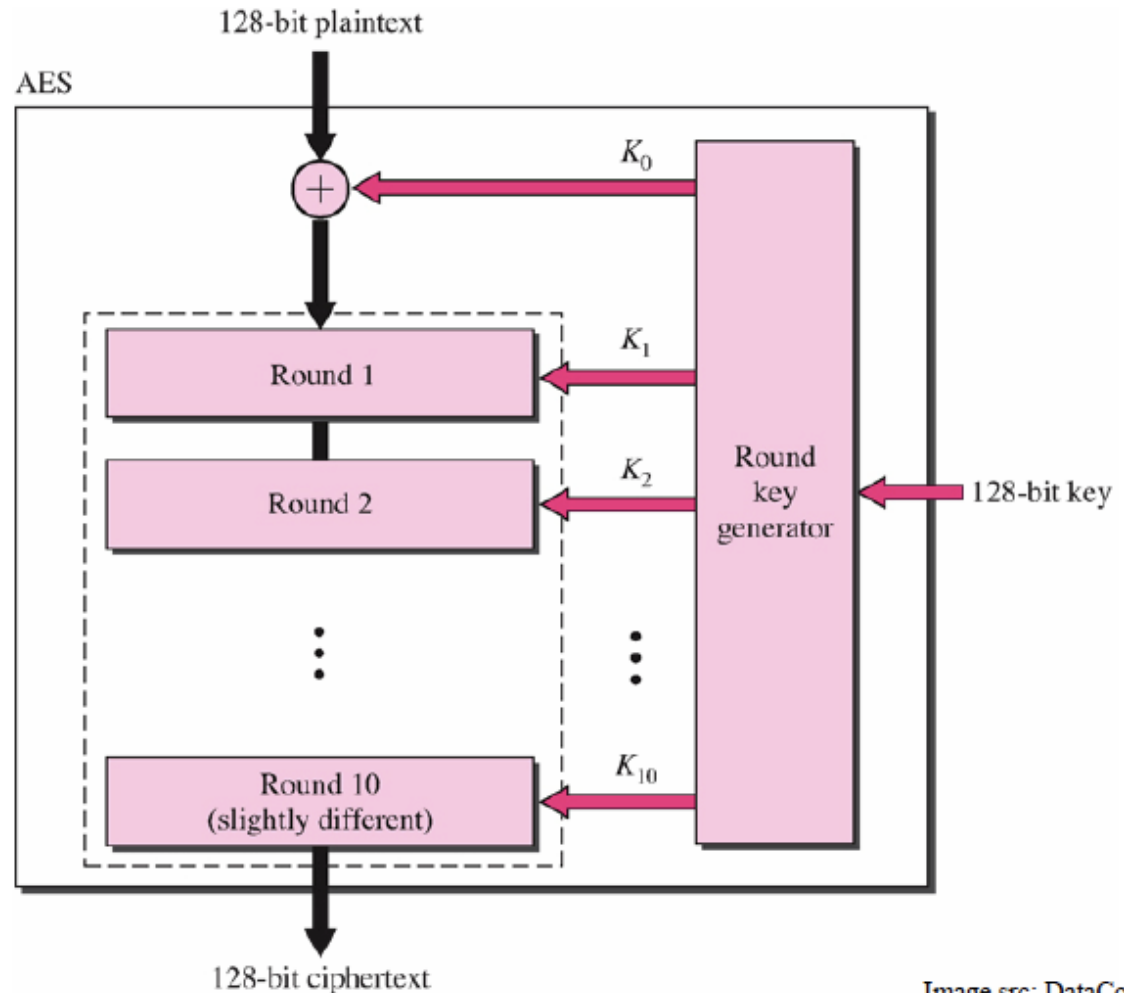 128-bit plaintext
AES
K₀
+
Round 1
K₁
Round 2
K₂
Round
key
generator
128-bit key
Round 10
(slightly different)
K₁₀
128-bit ciphertext
Image src: DataCo